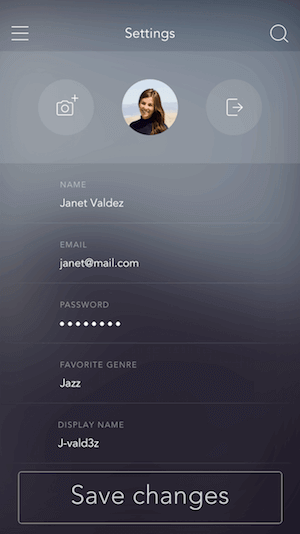 Settings
NAME
Janet Valdez
EMAIL
janet@mail.com
PASSWORD
••••••••
FAVORITE GENRE
Jazz
DISPLAY NAME
J-vald3z
Save changes